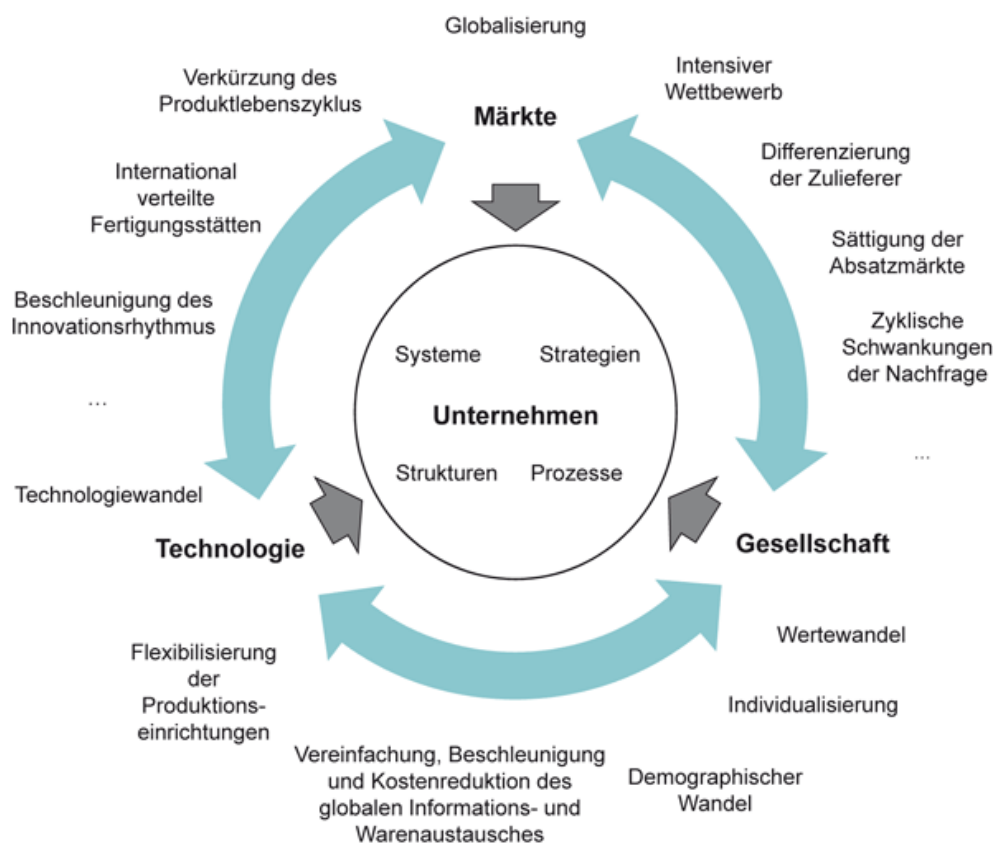 Globalisierung
Verkürzung des
Produktlebenszyklus
Intensiver
Wettbewerb
Märkte
International
verteilte
Fertigungsstätten
Differenzierung
der Zulieferer
Sättigung der
Absatzmärkte
Beschleunigung des
Innovationsrhythmus
Zyklische
Schwankungen
der Nachfrage
Systeme
Strategien
...
Unternehmen
Strukturen
Prozesse
...
Technologiewandel
Technologie
Gesellschaft
Wertewandel
Flexibilisierung
der
Produktions-
einrichtungen
Individualisierung
Vereinfachung, Beschleunigung
und Kostenreduktion des
globalen Informations- und
Warenaustausches
Demographischer
Wandel